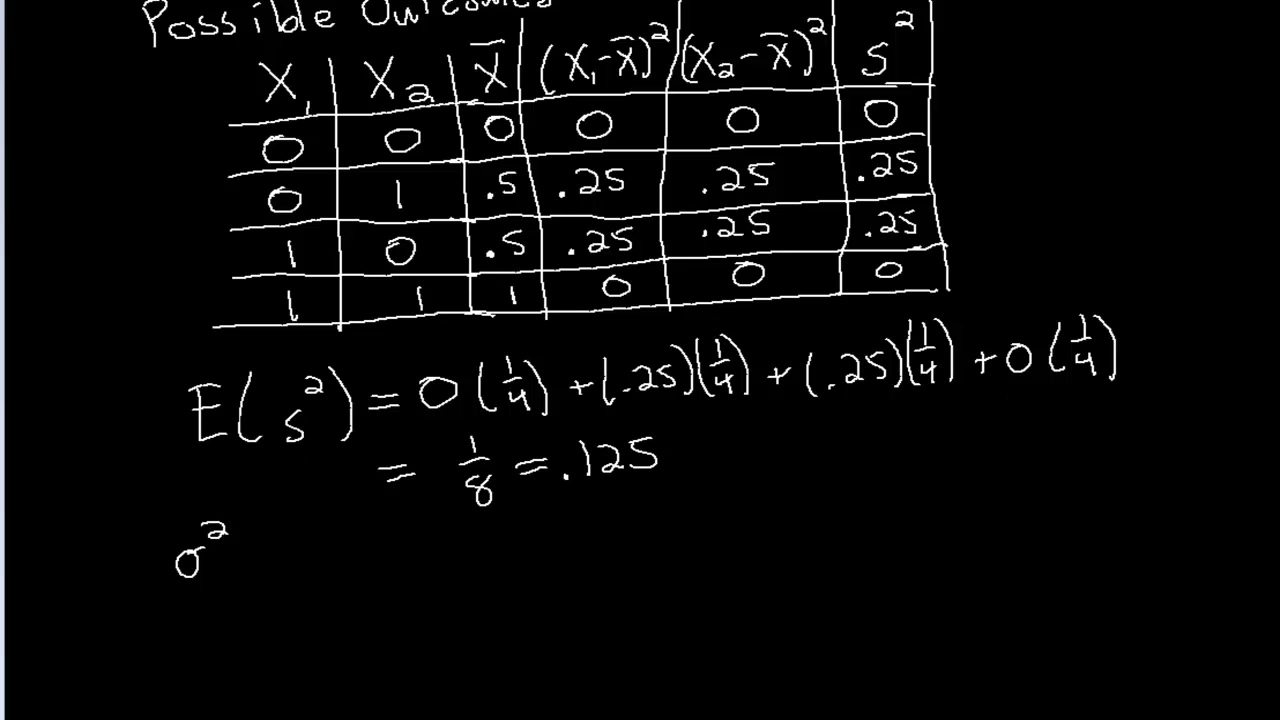 Possible Outcomes
X₁ X₂ X̄ (X₁-X̄)² (X₂-X̄)² S²
0 0 0 0 0 0
0 1 .5 .25 .25 .25
1 0 .5 .25 .25 .25
1 1 1 0 0 0
E(S²) = 0(1/4) + (.25)(1/4) + (.25)(1/4) + 0(1/4)
= 1/8 = .125
σ²